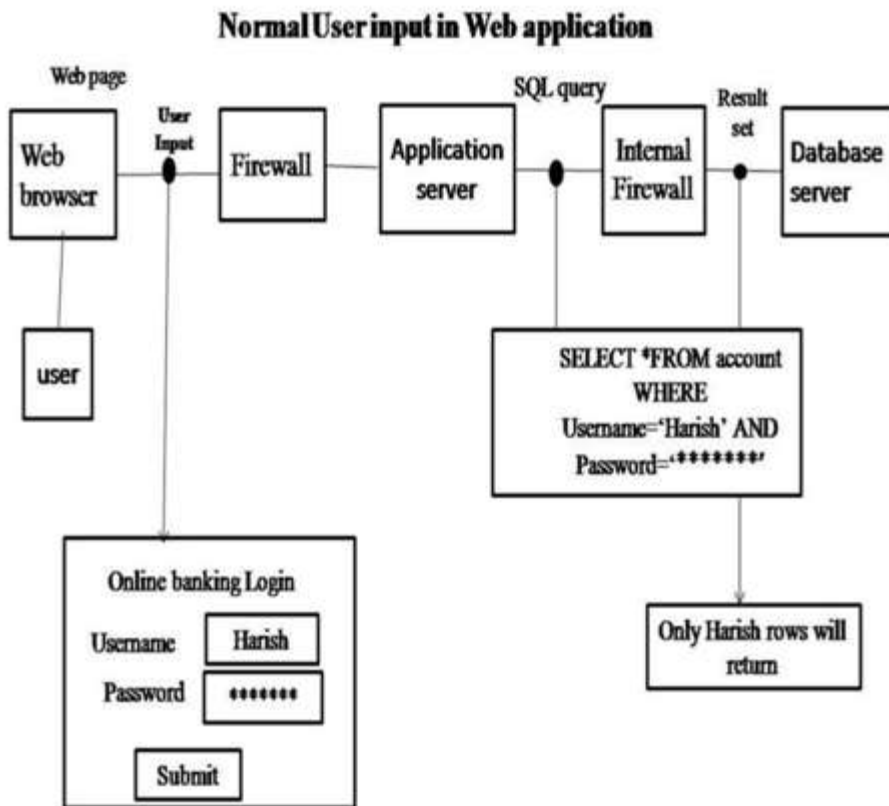 Normal User input in Web application
Web page
User
Input
SQL query
Result
set
Web
browser
Firewall
Application
server
Internal
Firewall
Database
server
user
SELECT *FROM account
WHERE
Username=‘Harish’ AND
Password=‘*******’
Online banking Login
Username Harish
Password *******
Submit
Only Harish rows will
return